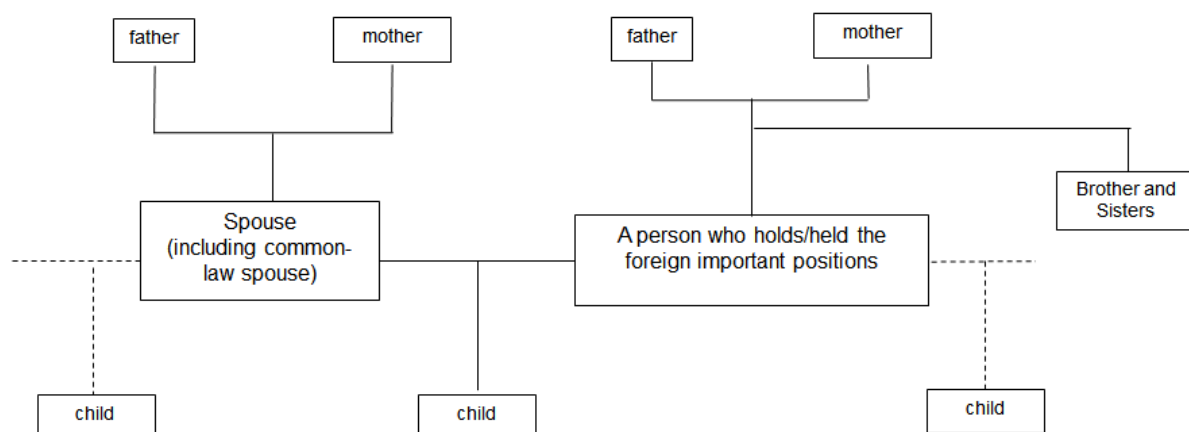 father
mother
father
mother
Brother and
Sisters
Spouse
(including common-
law spouse)
A person who holds/held the
foreign important positions
child
child
child